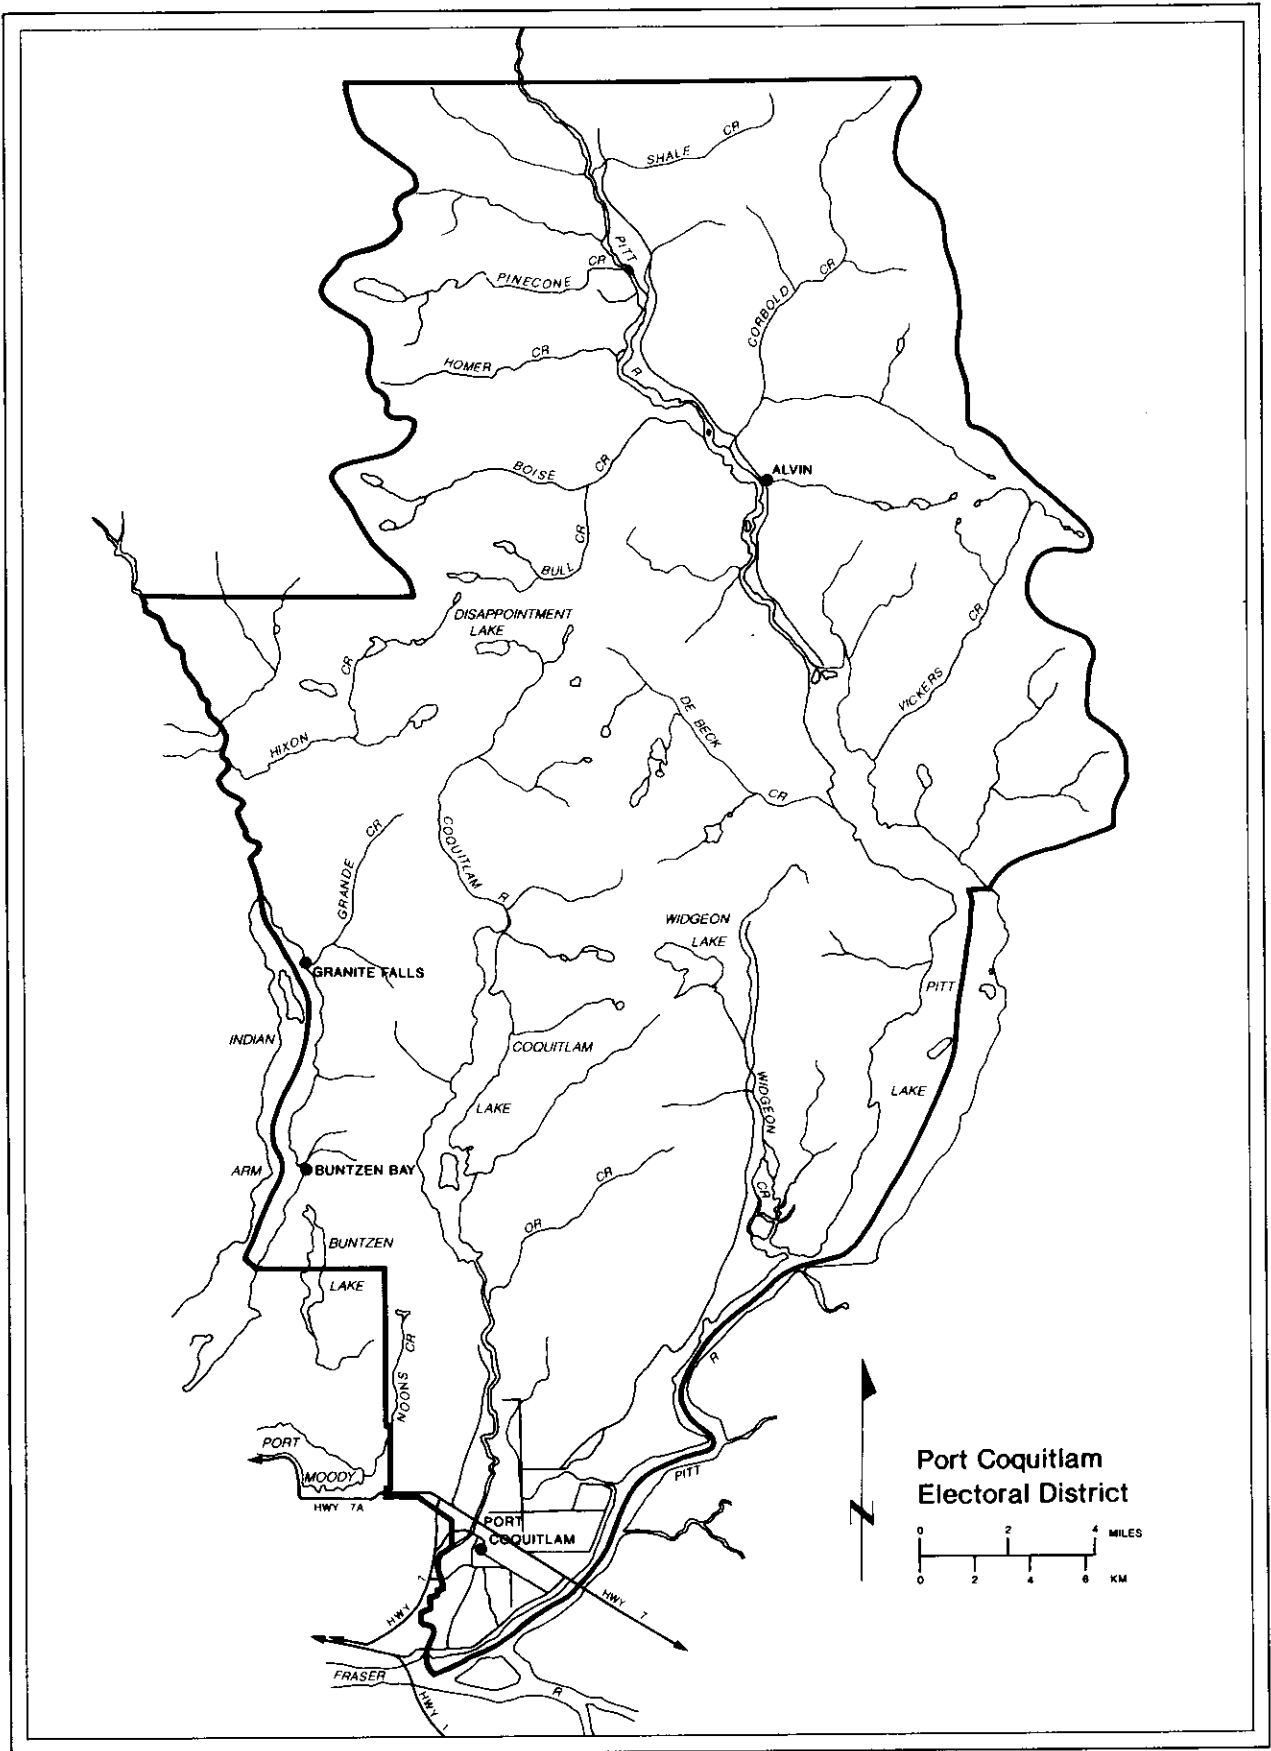 SHALE CR
PITT
PINECONE CR
CORBOLD CR
HOMER CR
R
BOISE CR
ALVIN
BULL CR
DISAPPOINTMENT
LAKE
HIXON CR
DE BECK CR
VICKERS CR
COQUITLAM R
GRANDE CR
WIDGEON
LAKE
GRANITE FALLS
PITT
LAKE
INDIAN
ARM
COQUITLAM
LAKE
WIDGEON CR
BUNTZEN BAY
OR CR
BUNTZEN
LAKE
NOONS CR
R
PITT
PORT
MOODY
HWY 7A
PORT
COQUITLAM
HWY 7
HWY 7
FRASER
R
HWY 1
N
Port Coquitlam
Electoral District
0 2 4 MILES
0 2 4 6 KM